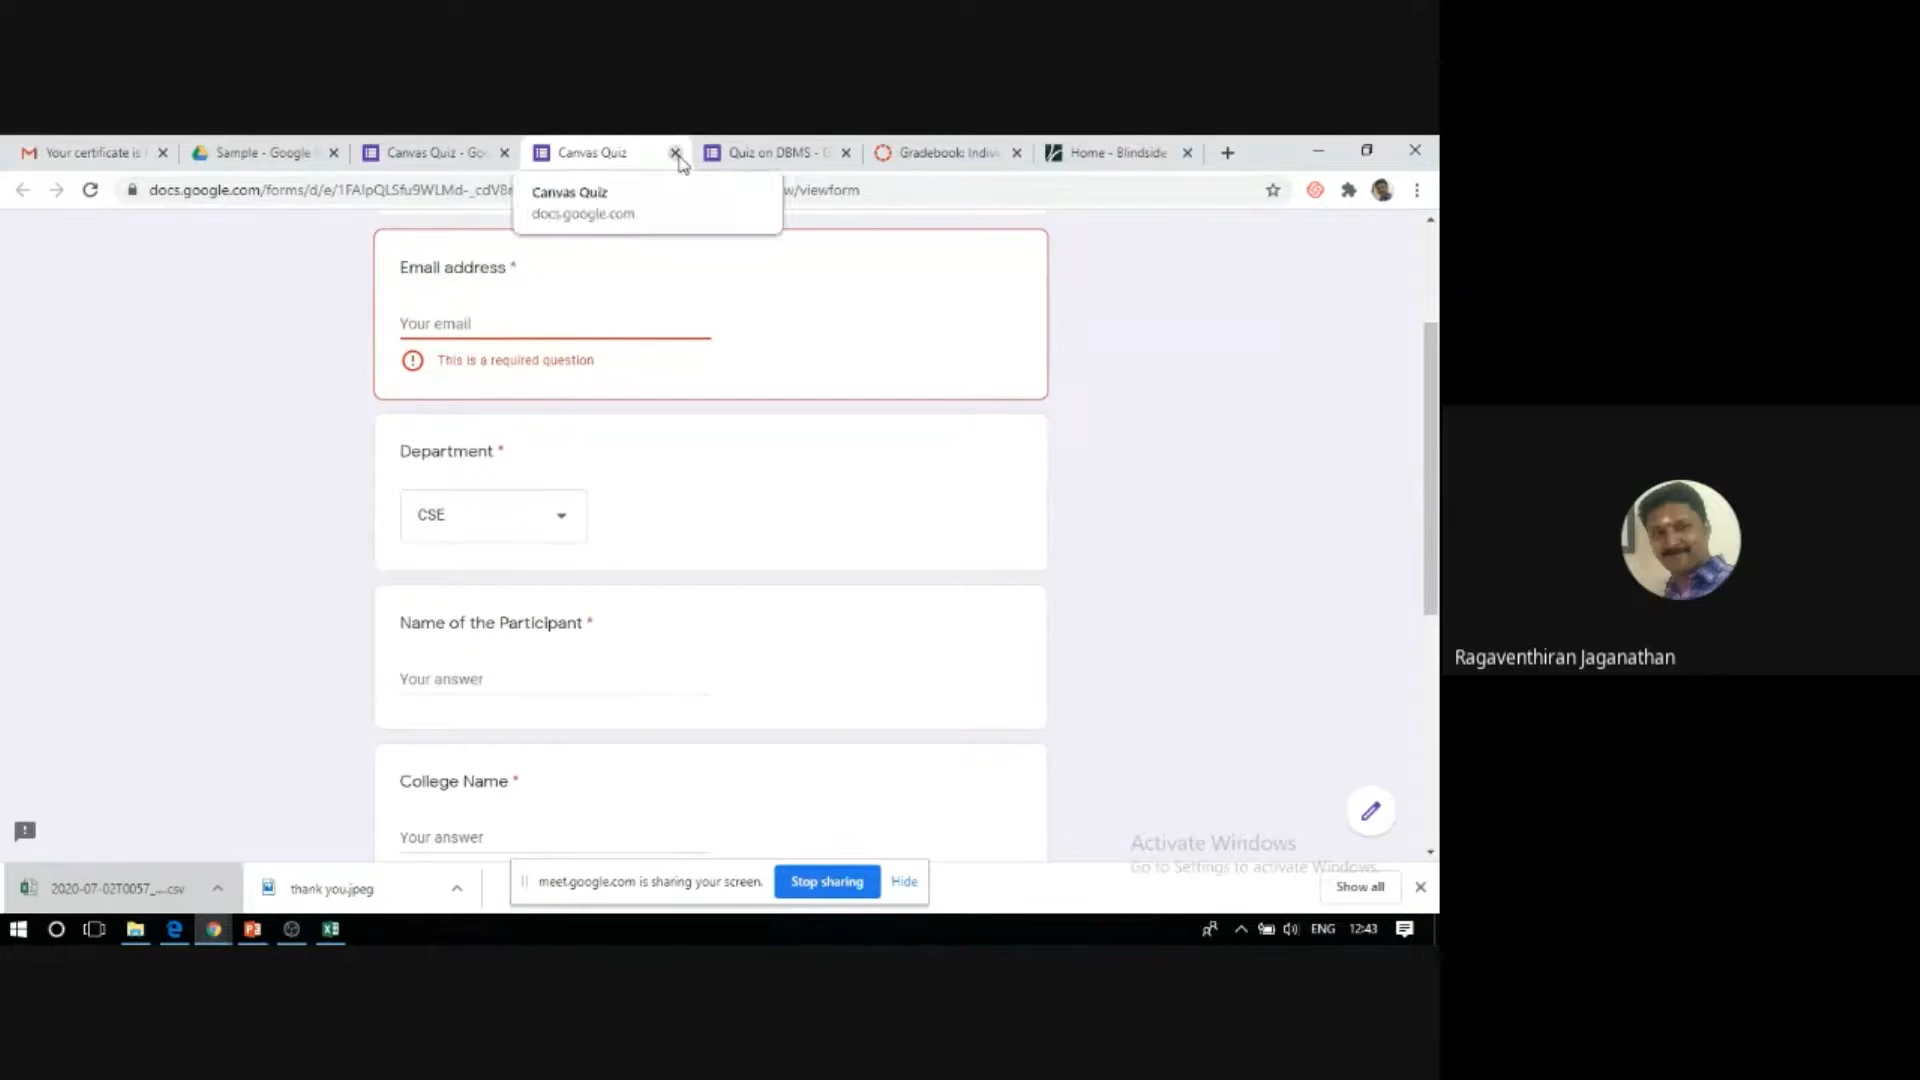 Your certificate is
Sample - Google
Canvas Quiz - Goo
Canvas Quiz
Quiz on DBMS - G
Gradebook: Indivi
Home - Blindside
docs.google.com/forms/d/e/1FAIpQLSfu9WLMd-_cdV8r
w/viewform
Canvas Quiz
docs.google.com
Email address *
Your email
This is a required question
Department *
CSE
Name of the Participant *
Your answer
College Name *
Your answer
Ragaventhiran Jaganathan
Activate Windows
Go to Settings to activate Windows.
2020-07-02T0057_....csv
thank you.jpeg
meet.google.com is sharing your screen.
Stop sharing
Hide
Show all
ENG
12:43